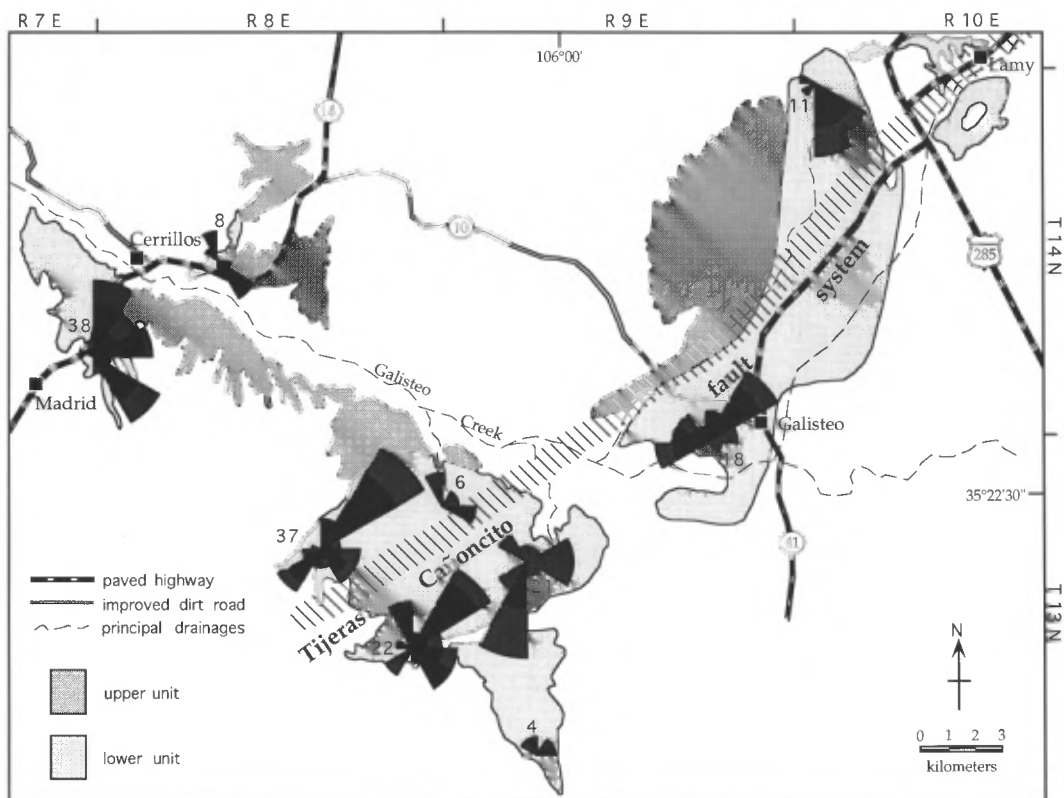 R 7 E
R 8 E
R 9 E
R 10 E
106°00'
Lamy
11
14
T 14 N
8
Cerrillos
10
285
system
38
Galisteo
fault
Madrid
Creek
Galisteo
18
6
35°22'30"
37
Cañoncito
41
21
paved highway
improved dirt road
principal drainages
Tijeras
22
T 13 N
N
upper unit
4
lower unit
0 1 2 3
kilometers